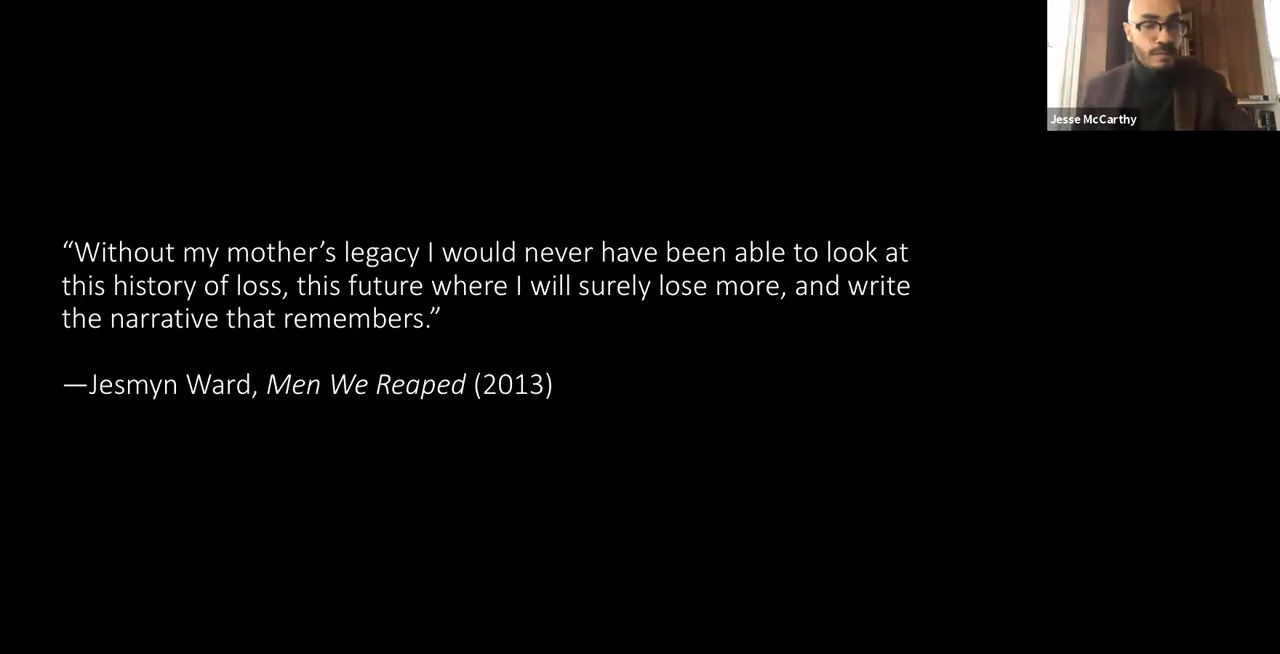 Jesse McCarthy
“Without my mother’s legacy I would never have been able to look at
this history of loss, this future where I will surely lose more, and write
the narrative that remembers.”
—Jesmyn Ward, Men We Reaped (2013)